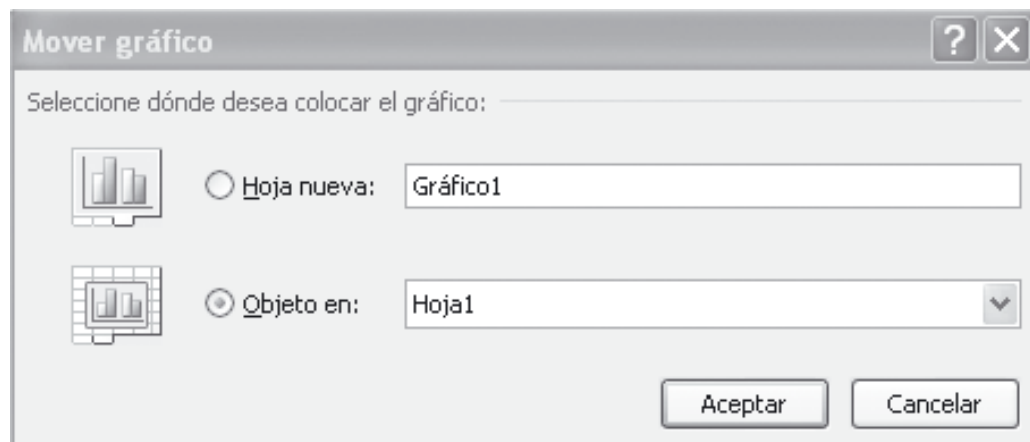 Mover gráfico
Seleccione dónde desea colocar el gráfico:
Hoja nueva: Gráfico1
Objeto en: Hoja1
Aceptar Cancelar